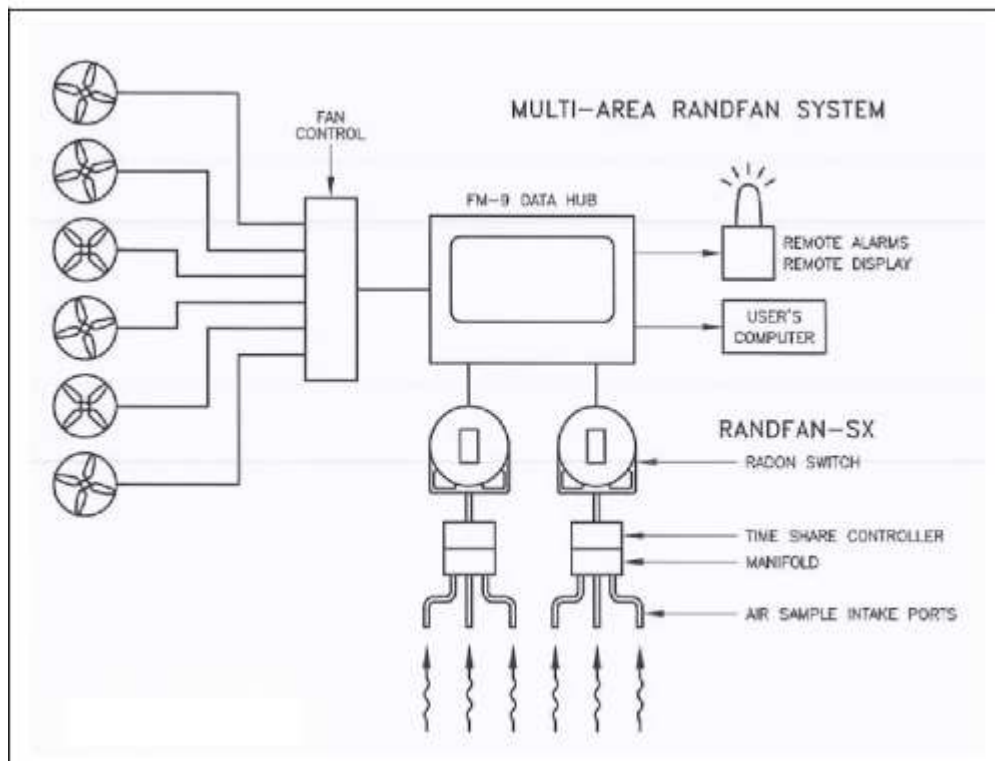 MULTI-AREA RANDFAN SYSTEM
FAN
CONTROL
FM-9 DATA HUB
REMOTE ALARMS
REMOTE DISPLAY
USER'S
COMPUTER
RANDFAN-SX
RADON SWITCH
TIME SHARE CONTROLLER
MANIFOLD
AIR SAMPLE INTAKE PORTS